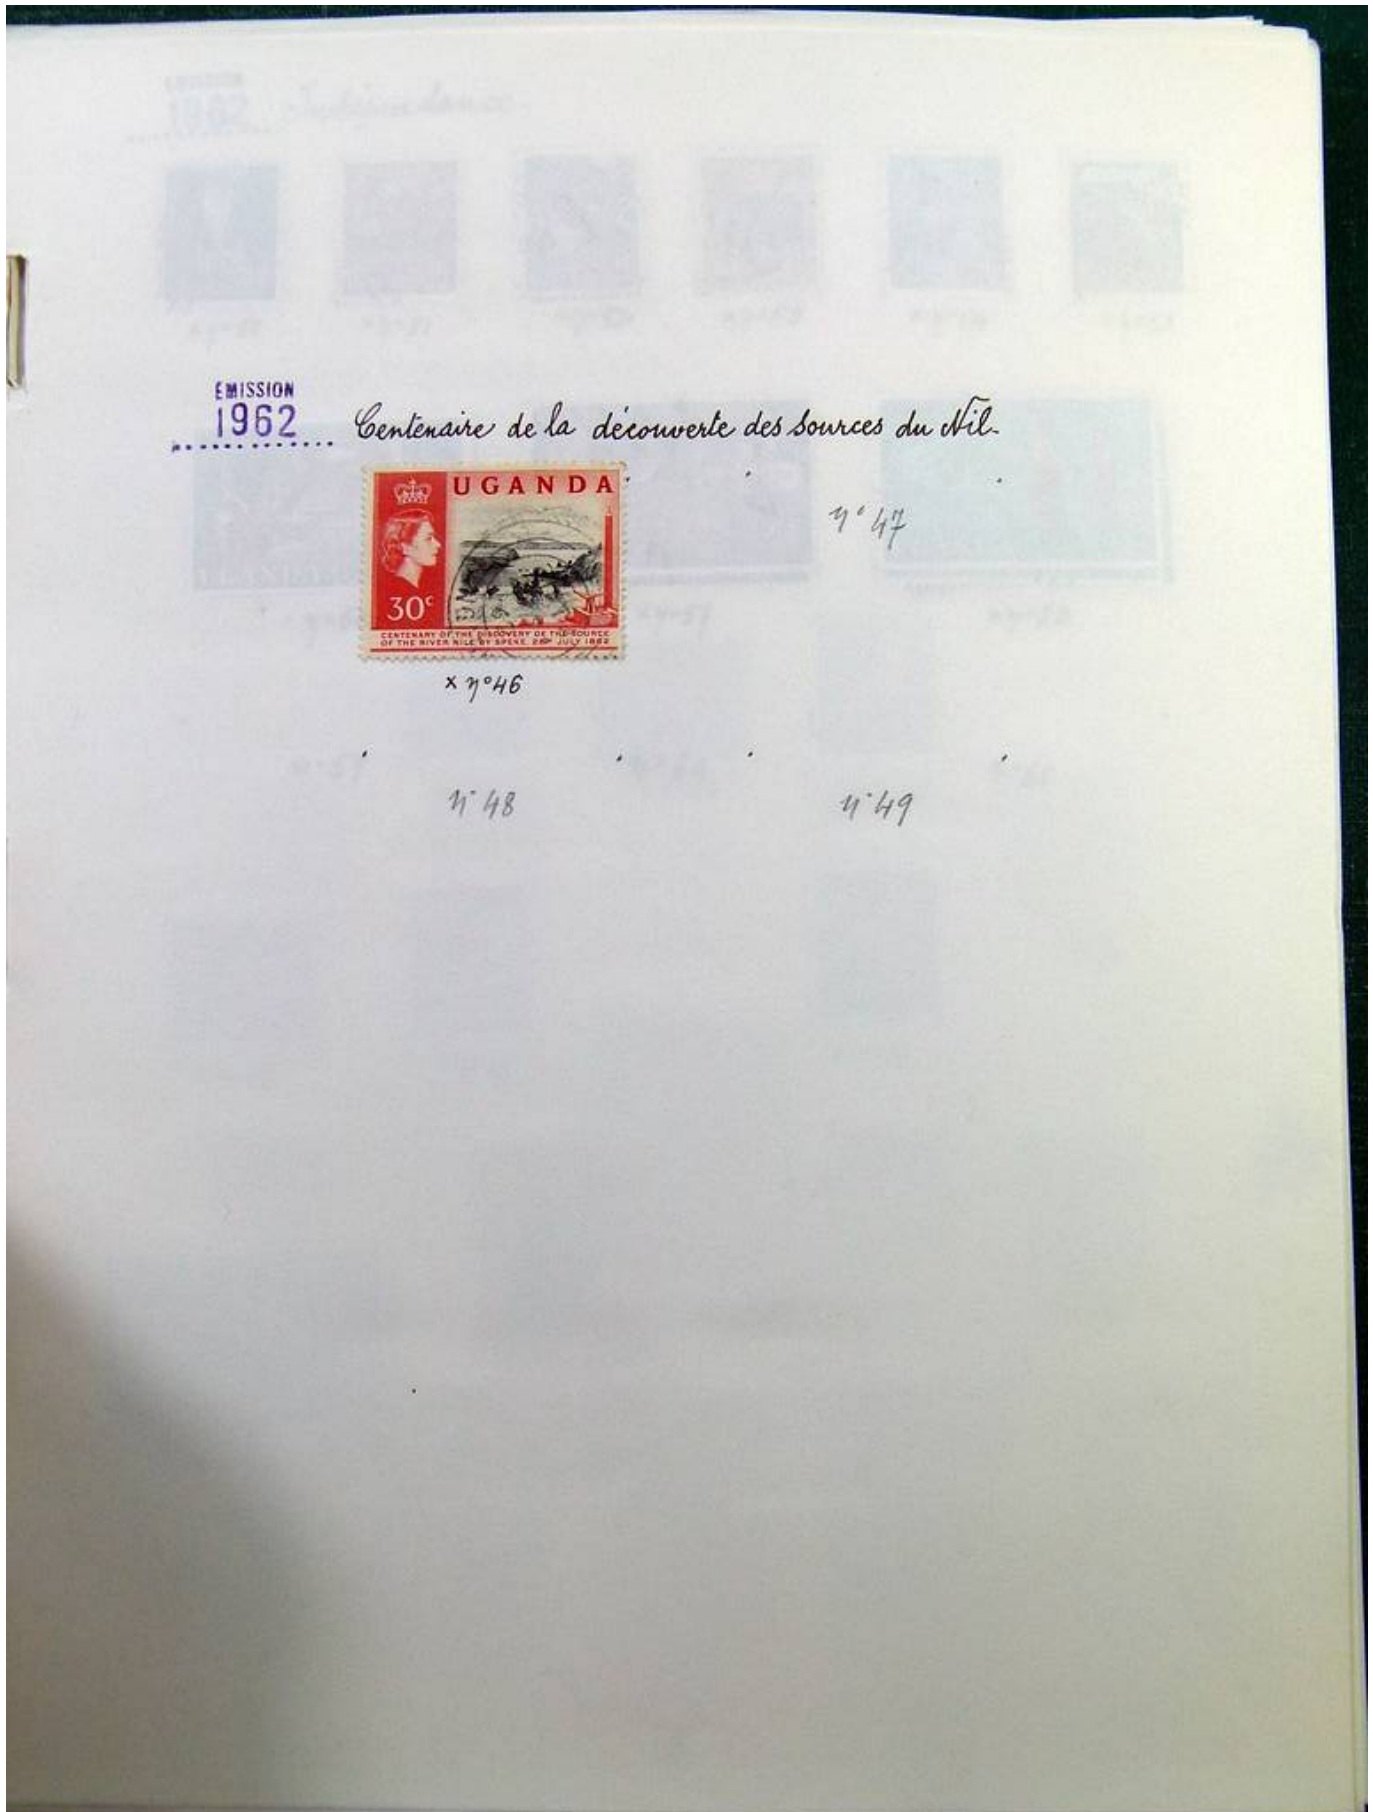 EMISSION
1962
Centenaire de la découverte des sources du Nil.
UGANDA
30c
CENTENARY OF THE DISCOVERY OF THE SOURCE
OF THE RIVER NILE BY SPEKE. 28TH JULY 1862
n° 47
x n° 46
n° 48
n° 49